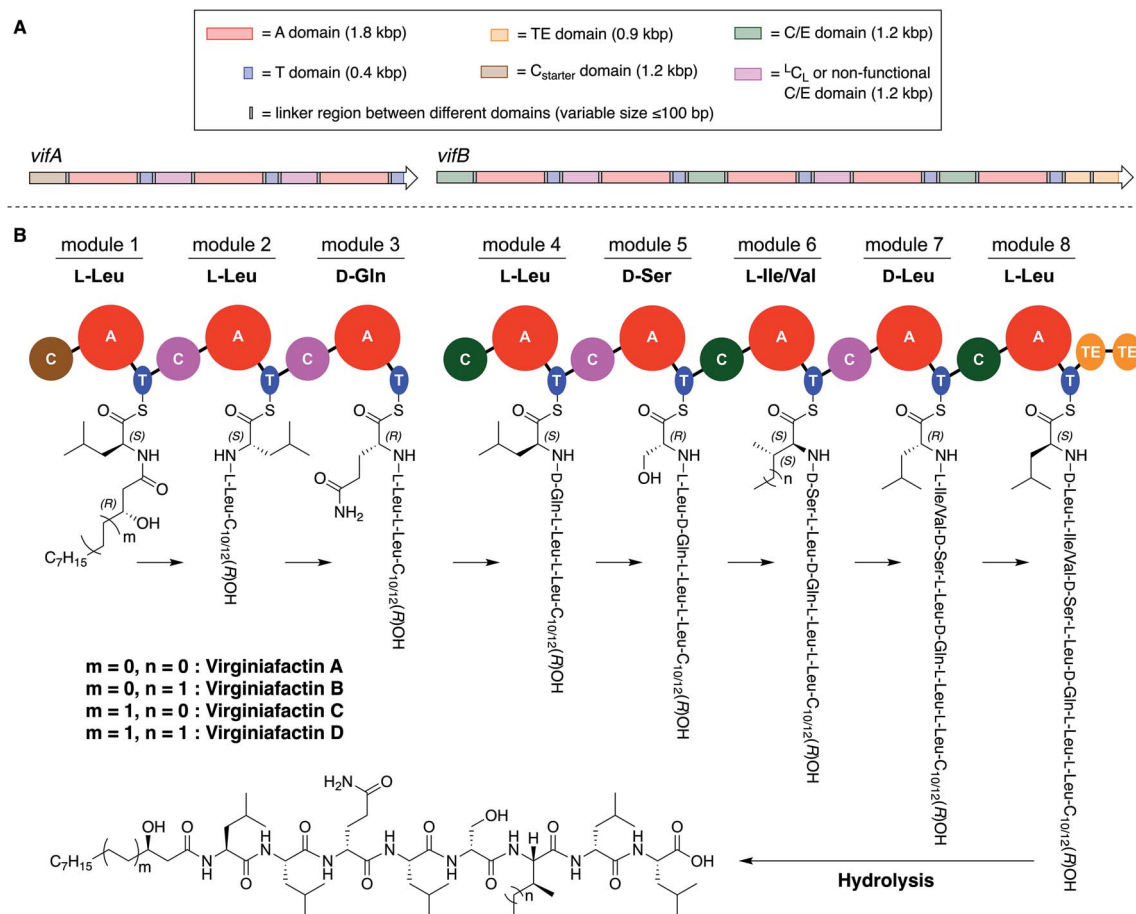 A
= A domain (1.8 kbp)
= TE domain (0.9 kbp)
= C/E domain (1.2 kbp)
= T domain (0.4 kbp)
= Cstarter domain (1.2 kbp)
= LCL or non-functional
C/E domain (1.2 kbp)
= linker region between different domains (variable size ≤100 bp)
vifA
vifB
B
module 1
module 2
module 3
module 4
module 5
module 6
module 7
module 8
L-Leu
L-Leu
D-Gln
L-Leu
D-Ser
L-Ile/Val
D-Leu
L-Leu
C A T C A T C A T
C A T C A T C A T C A T C A T TE TE
O S
(S)
NH
O
(R)
OH
m
C7H15
O S
(S)
HN
L-Leu-C10/12(R)OH
O S
(R)
NH
O
NH2
L-Leu-L-Leu-C10/12(R)OH
O S
(S)
NH
D-Gln-L-Leu-L-Leu-C10/12(R)OH
O S
(R)
NH
OH
L-Leu-D-Gln-L-Leu-L-Leu-C10/12(R)OH
O S
(S)
(S)
NH
n
D-Ser-L-Leu-D-Gln-L-Leu-L-Leu-C10/12(R)OH
O S
(R)
NH
L-Ile/Val-D-Ser-L-Leu-D-Gln-L-Leu-L-Leu-C10/12(R)OH
O S
(S)
NH
D-Leu-L-Ile/Val-D-Ser-L-Leu-D-Gln-L-Leu-L-Leu-C10/12(R)OH
m = 0, n = 0 : Virginiafactin A
m = 0, n = 1 : Virginiafactin B
m = 1, n = 0 : Virginiafactin C
m = 1, n = 1 : Virginiafactin D
H2N O
OH O O O OH H O O
H N H N H N H N
C7H15 m N H O N H O N H O N H O OH
n
Hydrolysis